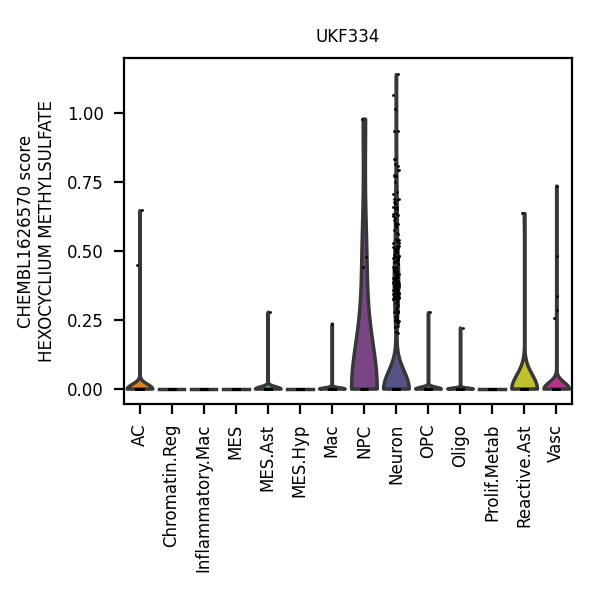 UKF334
CHEMBL1626570 score
HEXOCYCLIUM METHYLSULFATE
1.00
0.75
0.50
0.25
0.00
AC
Chromatin.Reg
Inflammatory.Mac
MES
MES.Ast
MES.Hyp
Mac
NPC
Neuron
OPC
Oligo
Prolif.Metab
Reactive.Ast
Vasc